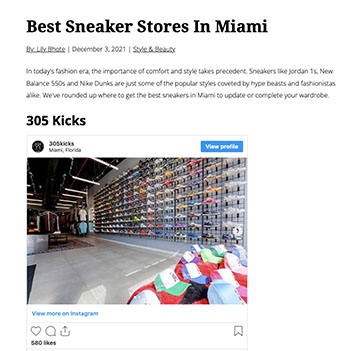 Best Sneaker Stores In Miami
By: Lily Bhote | December 3, 2021 | Style & Beauty
In today's fashion era, the importance of comfort and style takes precedent. Sneakers like Jordan 1s, New
Balance 550s and Nike Dunks are just some of the popular styles coveted by hype beasts and fashionistas
alike. We've rounded up where to get the best sneakers in Miami to update or complete your wardrobe.
305 Kicks
305kicks
Miami, Florida
View profile
View more on Instagram
580 likes